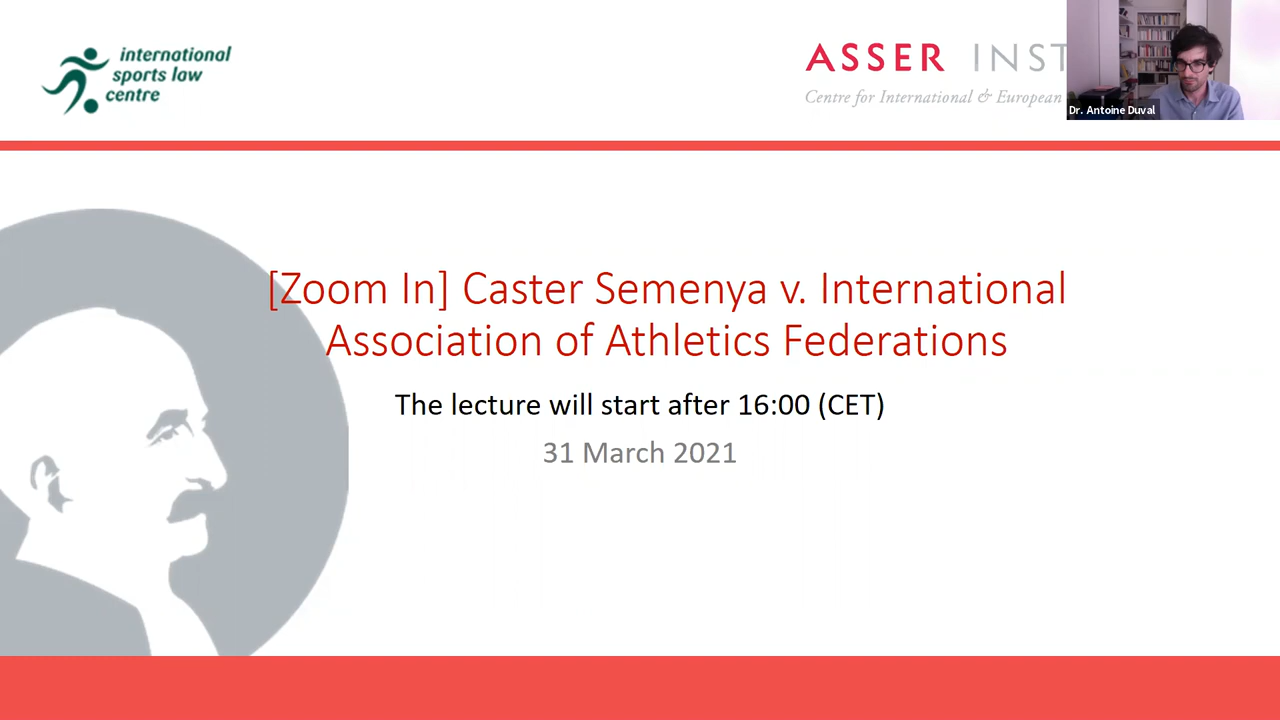 international
sports law
centre
ASSER INST
Centre for International & European
Dr. Antoine Duval
[Zoom In] Caster Semenya v. International
Association of Athletics Federations
The lecture will start after 16:00 (CET)
31 March 2021